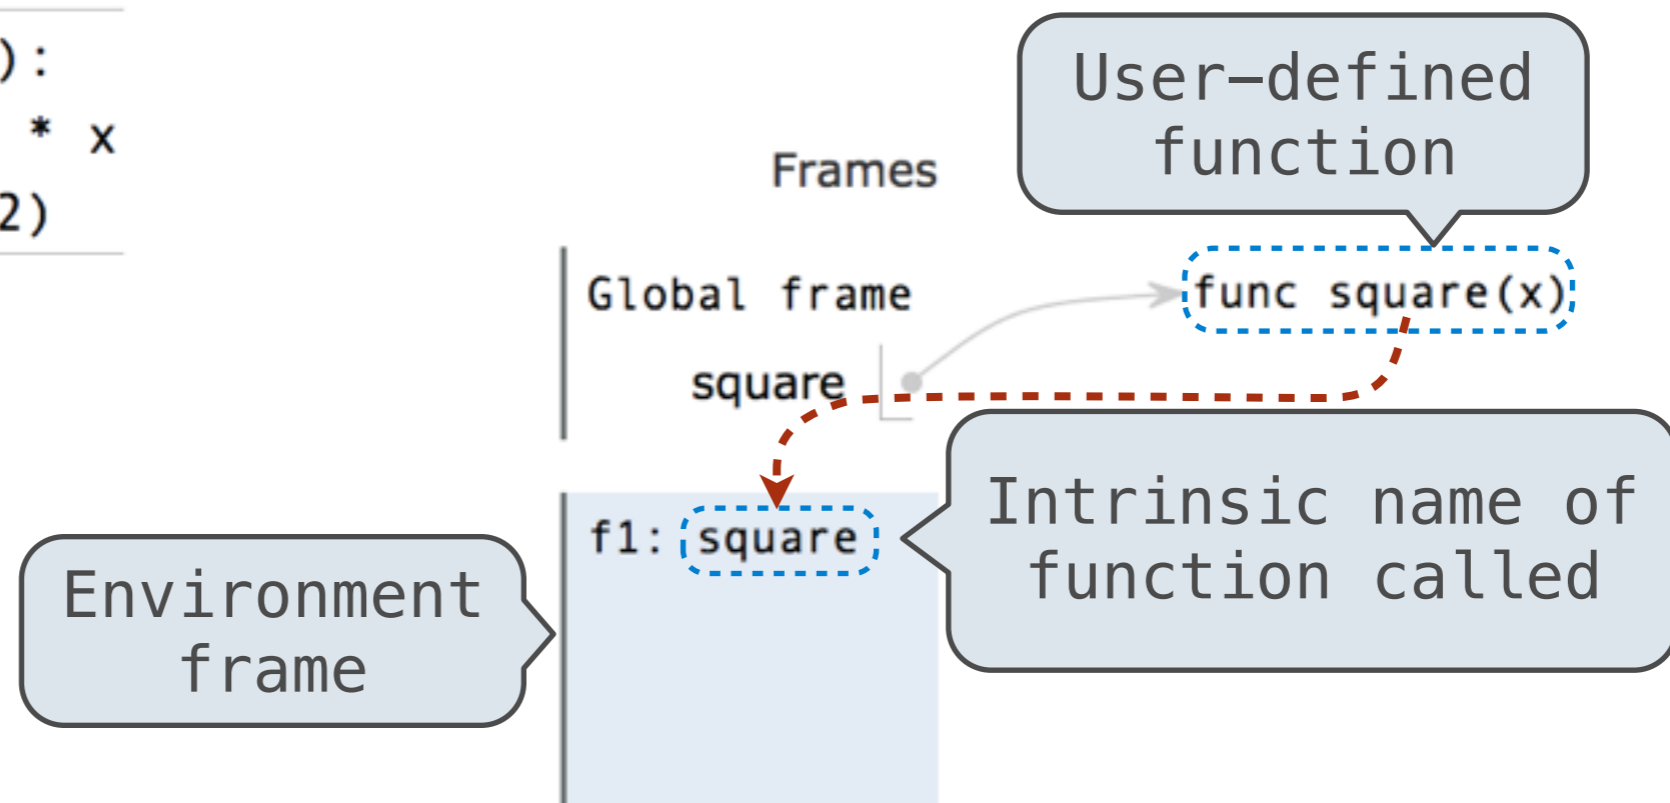 ):
* x
2)
User-defined
function
Frames
Global frame
func square(x)
square
f1: square
Intrinsic name of
function called
Environment
frame